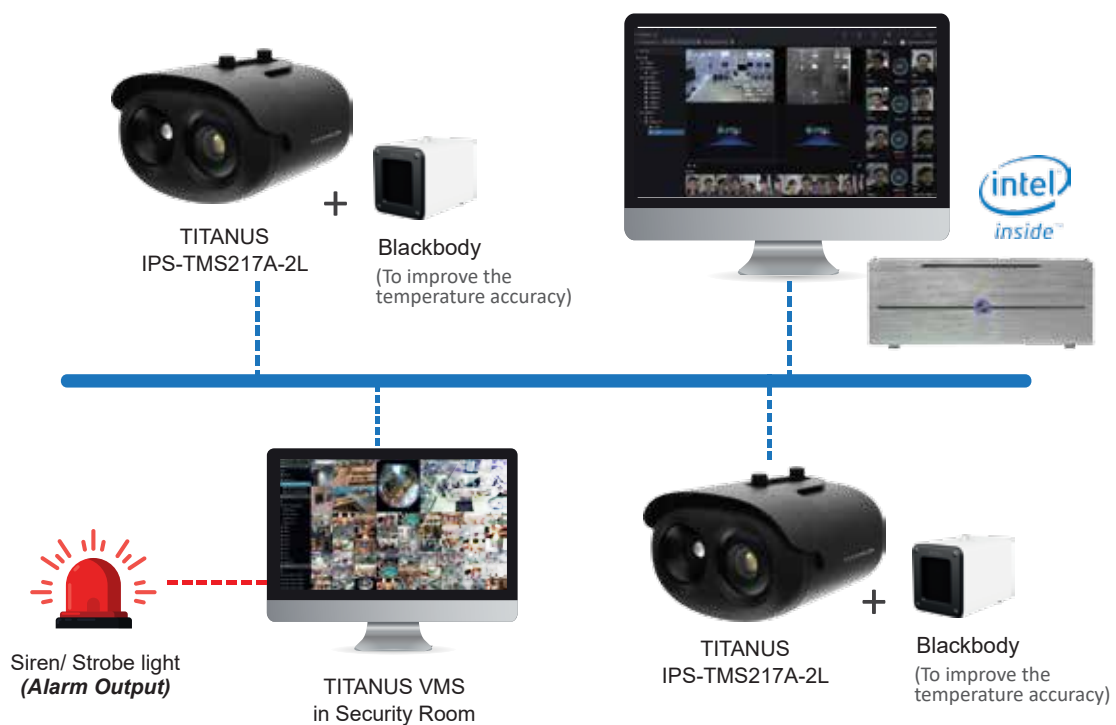 TITANUS
IPS-TMS217A-2L
+
Blackbody
(To improve the
temperature accuracy)
intel
inside™
Siren/ Strobe light
(Alarm Output)
TITANUS VMS
in Security Room
TITANUS
IPS-TMS217A-2L
+
Blackbody
(To improve the
temperature accuracy)